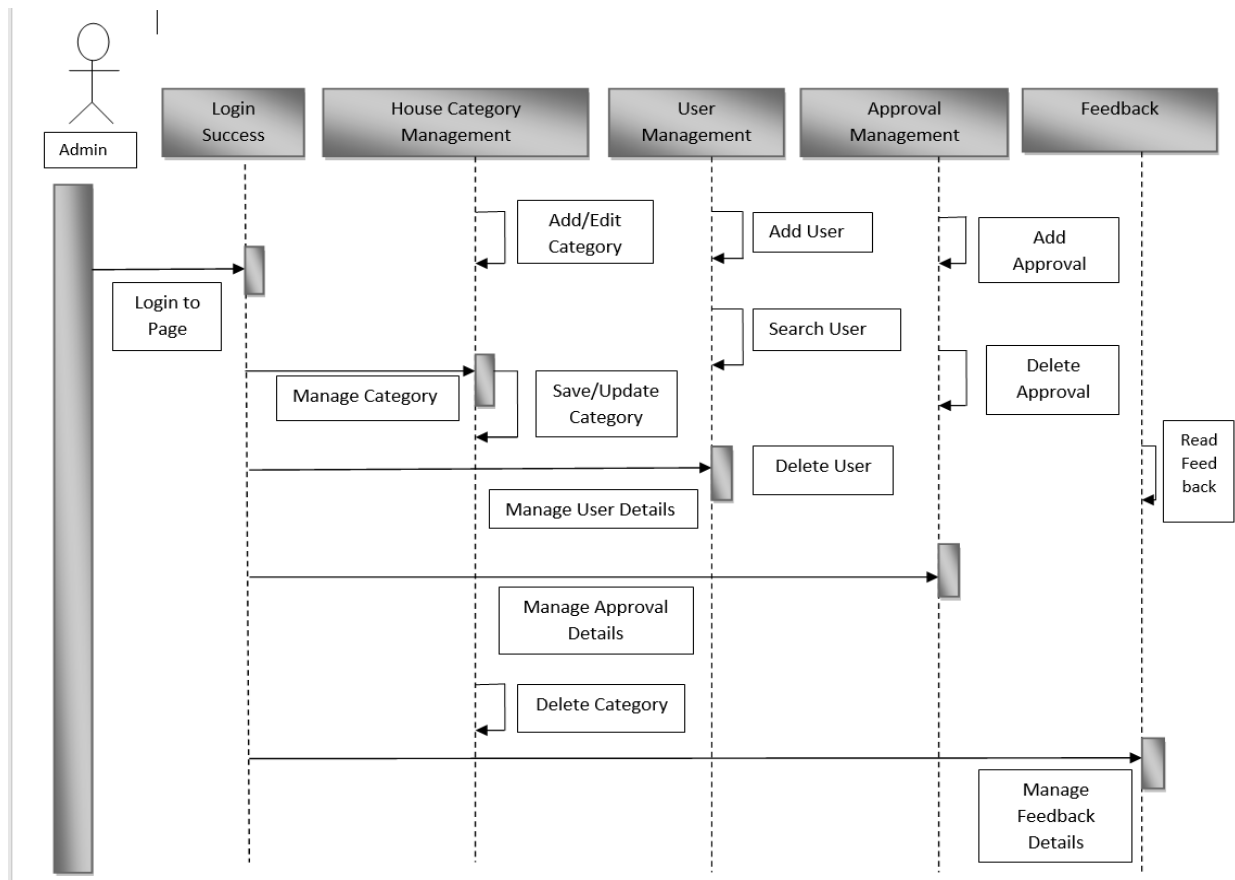 Admin
Login
Success
House Category
Management
User
Management
Approval
Management
Feedback
Add/Edit
Category
Add User
Add
Approval
Login to
Page
Search User
Manage Category
Save/Update
Category
Delete
Approval
Delete User
Read
Feed
back
Manage User Details
Manage Approval
Details
Delete Category
Manage
Feedback
Details